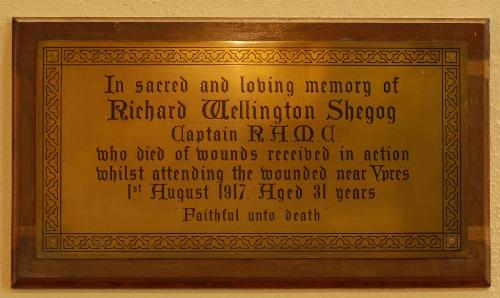 In sacred and loving memory of
Richard Wellington Shegog
Captain R.A.M.C.
who died of wounds received in action
whilst attending the wounded near Ypres
1st August 1917. Aged 31 years.
"Faithful unto death"